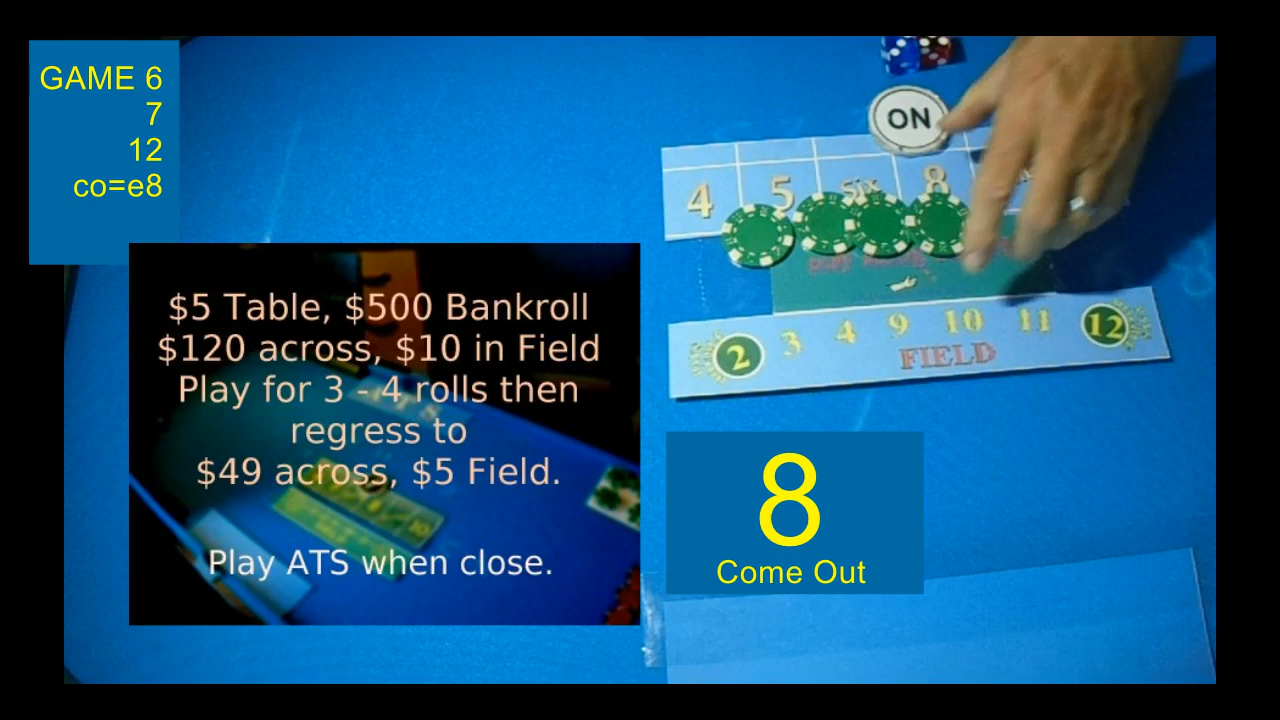 GAME 6
7
12
co=e8
$5 Table, $500 Bankroll
$120 across, $10 in Field
Play for 3 - 4 rolls then
regress to
$49 across, $5 Field.
Play ATS when close.
ON
4 5 Six 8
2 3 4 9 10 11 12
FIELD
8
Come Out